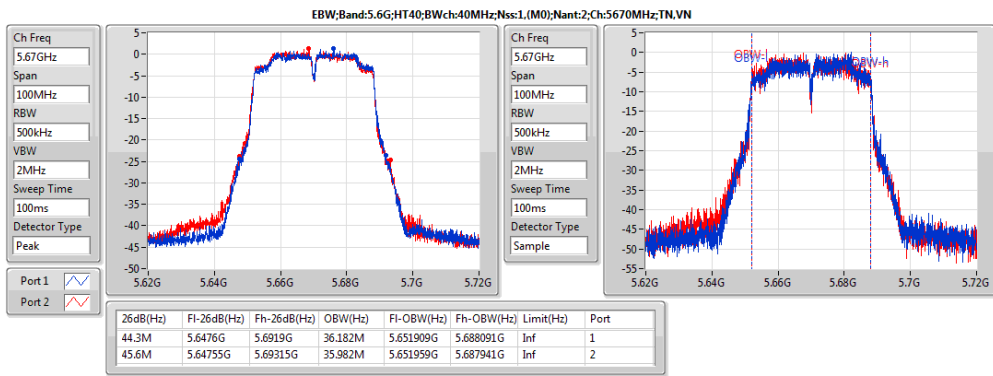 EBW;Band:5.6G;HT40;BWch:40MHz;Nss:1,(M0);Nant:2;Ch:5670MHz;TN,VN
Ch Freq
5.67GHz
Span
100MHz
RBW
500kHz
VBW
2MHz
Sweep Time
100ms
Detector Type
Peak
Port 1
Port 2
5
0
-5
-10
-15
-20
-25
-30
-35
-40
-45
-50
5.62G 5.64G 5.66G 5.68G 5.7G 5.72G
Ch Freq
5.67GHz
Span
100MHz
RBW
500kHz
VBW
2MHz
Sweep Time
100ms
Detector Type
Sample
5
0
-5
-10
-15
-20
-25
-30
-35
-40
-45
-50
-55
OBW-l
OBW-h
5.62G 5.64G 5.66G 5.68G 5.7G 5.72G
26dB(Hz) Fl-26dB(Hz) Fh-26dB(Hz) OBW(Hz) Fl-OBW(Hz) Fh-OBW(Hz) Limit(Hz) Port
44.3M 5.6476G 5.6919G 36.182M 5.651909G 5.688091G Inf 1
45.6M 5.64755G 5.69315G 35.982M 5.651959G 5.687941G Inf 2